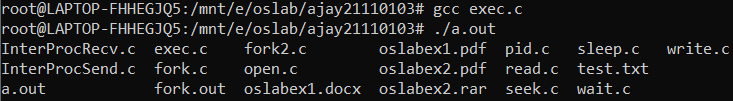 root@LAPTOP-FHHEGJQ5:/mnt/e/oslab/ajay21110103# gcc exec.c
root@LAPTOP-FHHEGJQ5:/mnt/e/oslab/ajay21110103# ./a.out
InterProcRecv.c  exec.c    fork2.c        oslabex1.pdf  pid.c   sleep.c   write.c
InterProcSend.c  fork.c    open.c         oslabex2.pdf  read.c  test.txt
a.out            fork.out  oslabex1.docx  oslabex2.rar  seek.c  wait.c